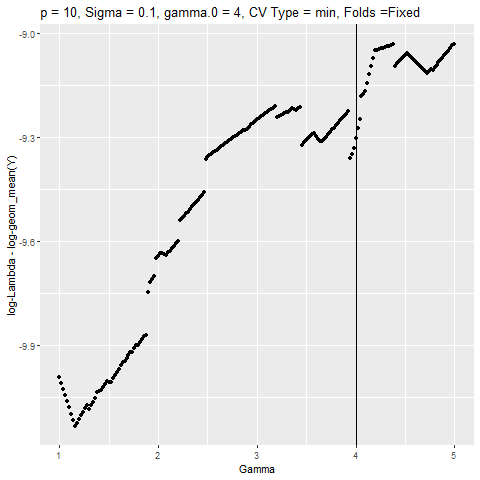 p = 10, Sigma = 0.1, gamma.0 = 4, CV Type = min, Folds =Fixed
log-Lambda - log-geom_mean(Y)
-9.0
-9.3
-9.6
-9.9
1 2 3 4 5
Gamma